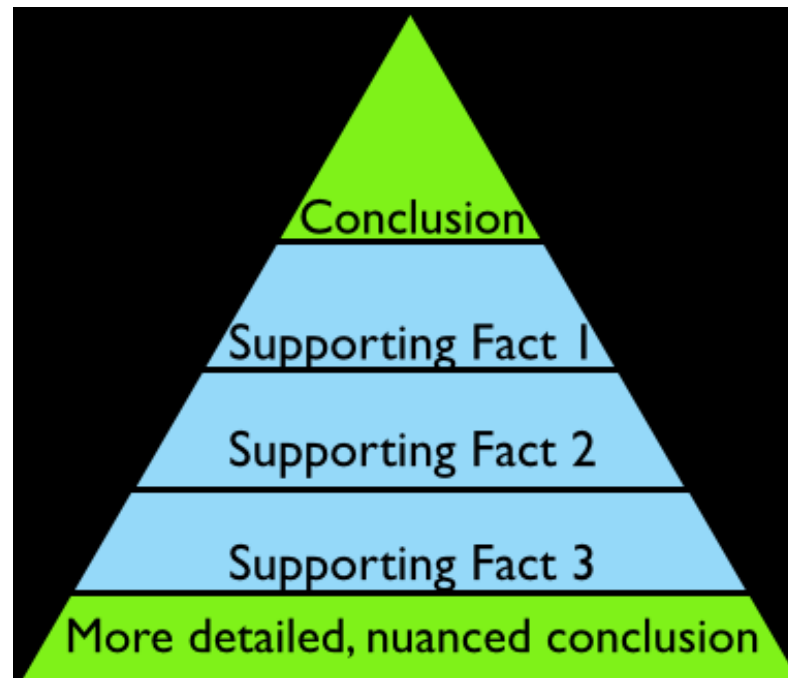 Conclusion
Supporting Fact 1
Supporting Fact 2
Supporting Fact 3
More detailed, nuanced conclusion